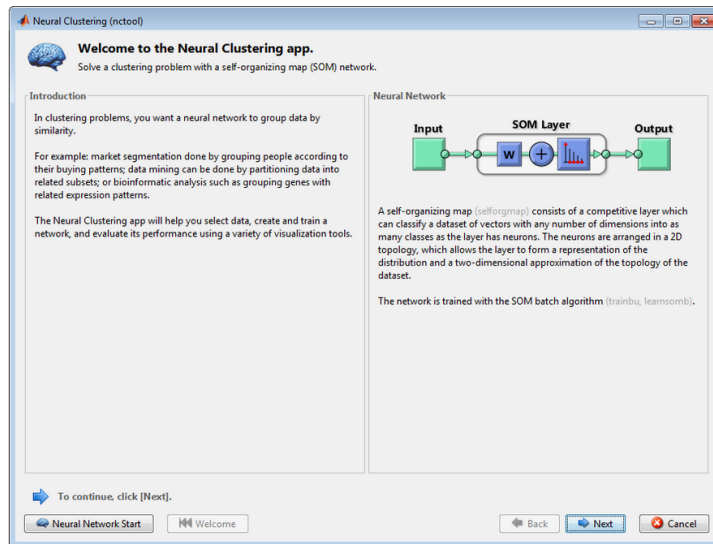 Neural Clustering (nctool)
Welcome to the Neural Clustering app.
Solve a clustering problem with a self-organizing map (SOM) network.
Introduction
In clustering problems, you want a neural network to group data by
similarity.
For example: market segmentation done by grouping people according to
their buying patterns; data mining can be done by partitioning data into
related subsets; or bioinformatic analysis such as grouping genes with
related expression patterns.
The Neural Clustering app will help you select data, create and train a
network, and evaluate its performance using a variety of visualization tools.
Neural Network
Input
SOM Layer
Output
W
A self-organizing map (selforgmap) consists of a competitive layer which
can classify a dataset of vectors with any number of dimensions into as
many classes as the layer has neurons. The neurons are arranged in a 2D
topology, which allows the layer to form a representation of the
distribution and a two-dimensional approximation of the topology of the
dataset.
The network is trained with the SOM batch algorithm (trainbu, learnsomb).
To continue, click [Next].
Neural Network Start
Welcome
Back
Next
Cancel